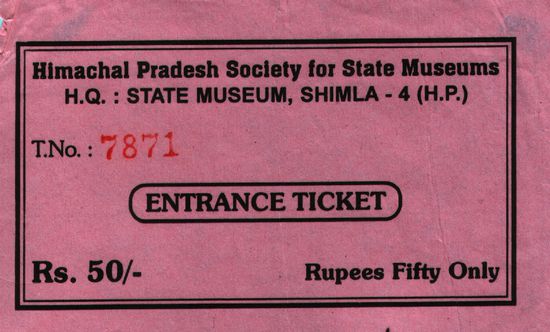 Himachal Pradesh Society for State Museums
H.Q. : STATE MUSEUM, SHIMLA - 4 (H.P.)
T.No. : 7871
ENTRANCE TICKET
Rs. 50/- Rupees Fifty Only